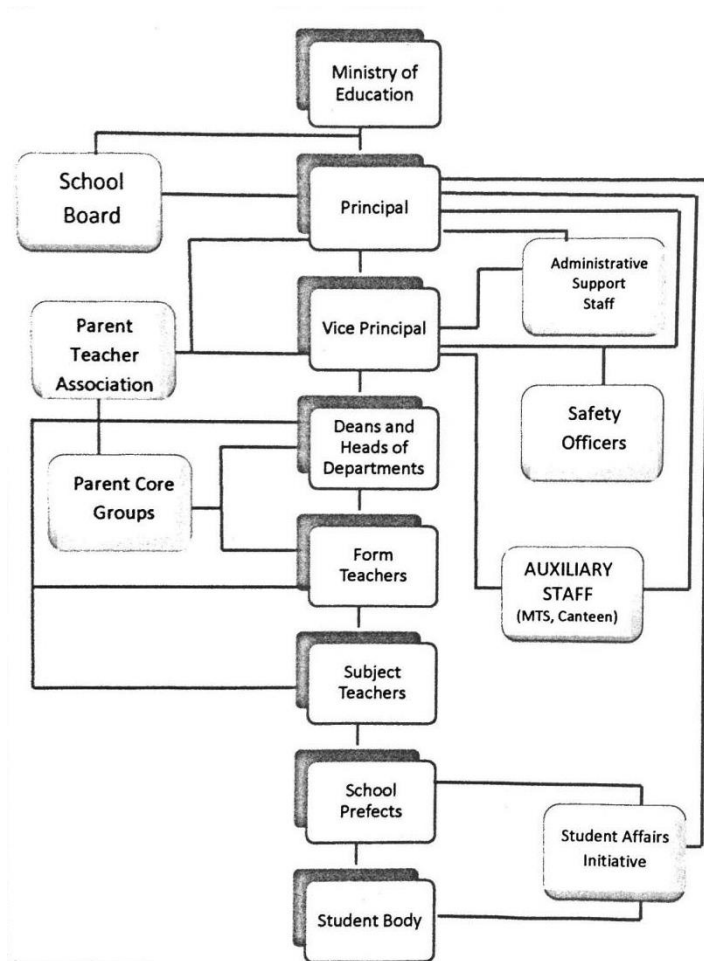 Ministry of
Education
School
Board
Principal
Administrative
Support
Staff
Vice Principal
Parent
Teacher
Association
Safety
Officers
Deans and
Heads of
Departments
Parent Core
Groups
Form
Teachers
AUXILIARY
STAFF
(MTS, Canteen)
Subject
Teachers
School
Prefects
Student Affairs
Initiative
Student Body